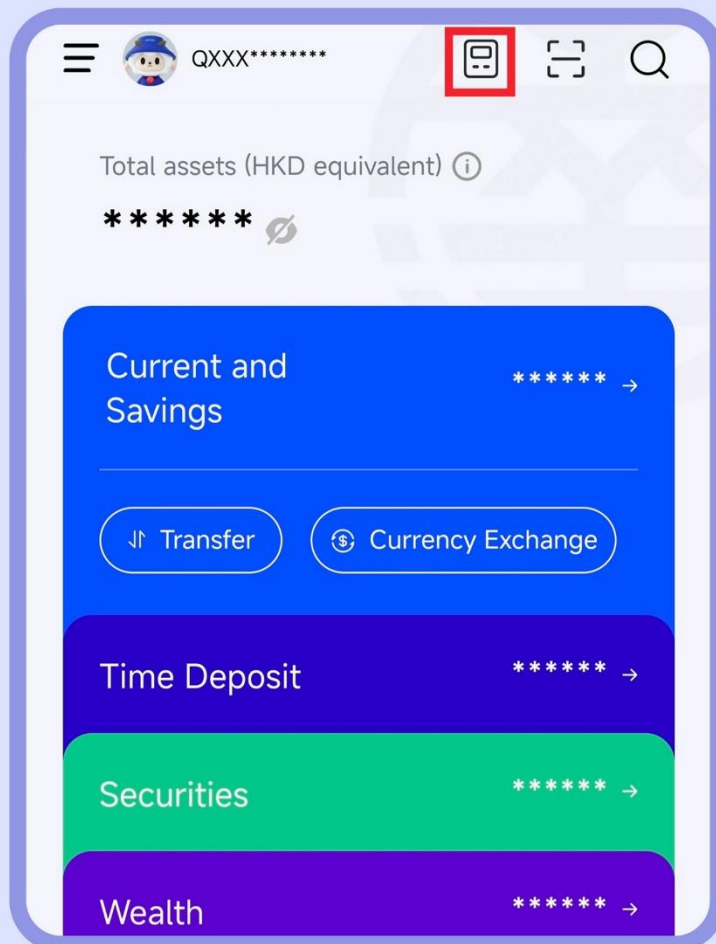 QXXX********
Total assets (HKD equivalent)
******
Current and
Savings
******
Transfer
Currency Exchange
Time Deposit
******
Securities
******
Wealth
******